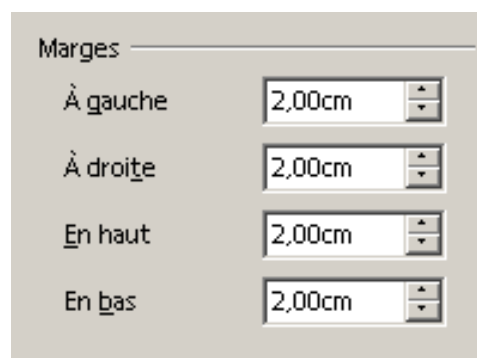 Marges
À gauche 2,00cm
À droite 2,00cm
En haut 2,00cm
En bas 2,00cm